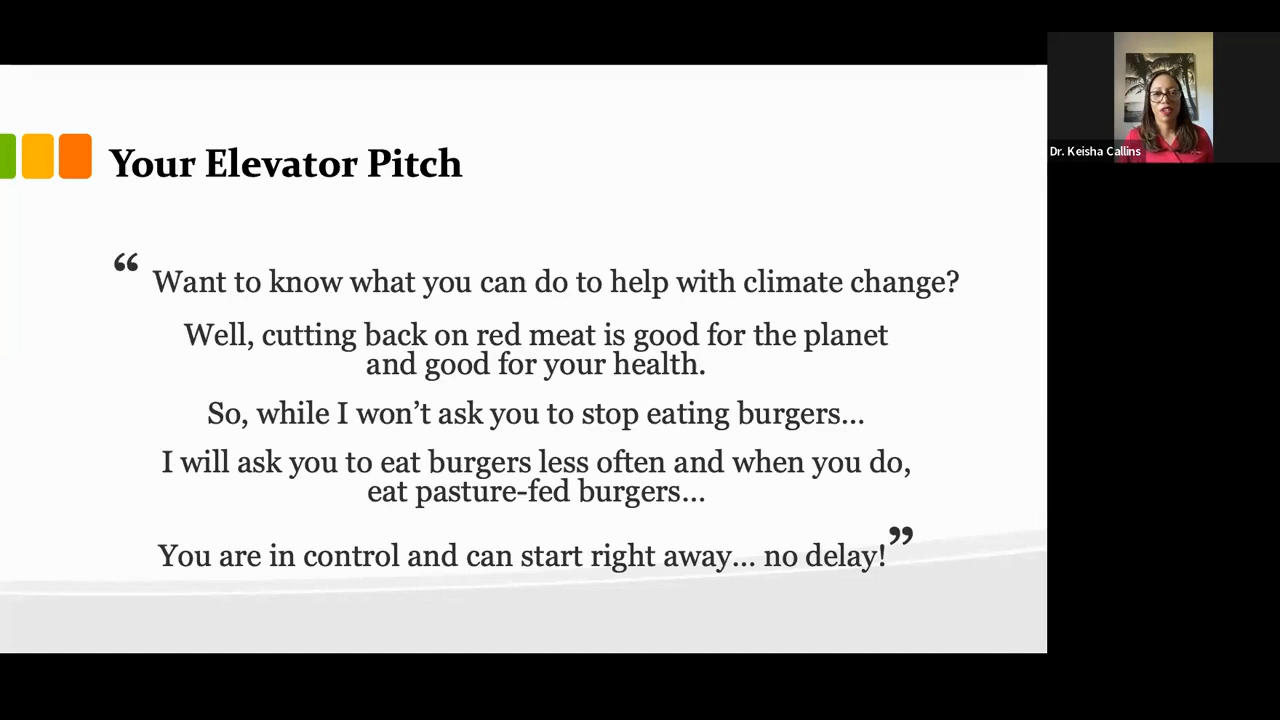 Your Elevator Pitch
“ Want to know what you can do to help with climate change?
Well, cutting back on red meat is good for the planet
and good for your health.
So, while I won’t ask you to stop eating burgers...
I will ask you to eat burgers less often and when you do,
eat pasture-fed burgers...
You are in control and can start right away... no delay!”
Dr. Keisha Callins